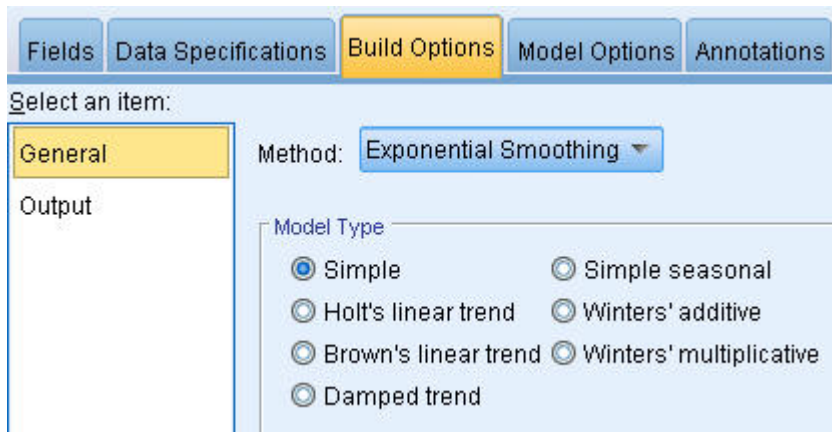 Fields Data Specifications Build Options Model Options Annotations
Select an item:
General
Method: Exponential Smoothing
Output
Model Type
Simple
Simple seasonal
Holt's linear trend
Winters' additive
Brown's linear trend
Winters' multiplicative
Damped trend